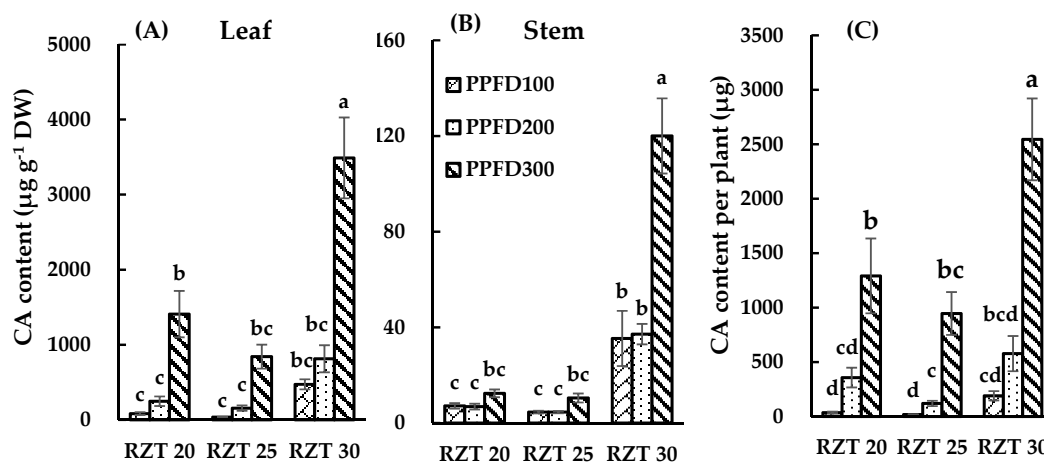 (A) Leaf
CA content (µg g⁻¹ DW)
5000
4000
3000
2000
1000
0
c
c
b
c
c
bc
bc
bc
a
RZT 20
RZT 25
RZT 30
(B) Stem
160
120
80
40
0
PPFD100
PPFD200
PPFD300
c
c
c
c
c
bc
b
b
a
RZT 20
RZT 25
RZT 30
(C)
CA content per plant (µg)
3500
3000
2500
2000
1500
1000
500
0
d
cd
b
d
c
bc
cd
bcd
a
RZT 20
RZT 25
RZT 30